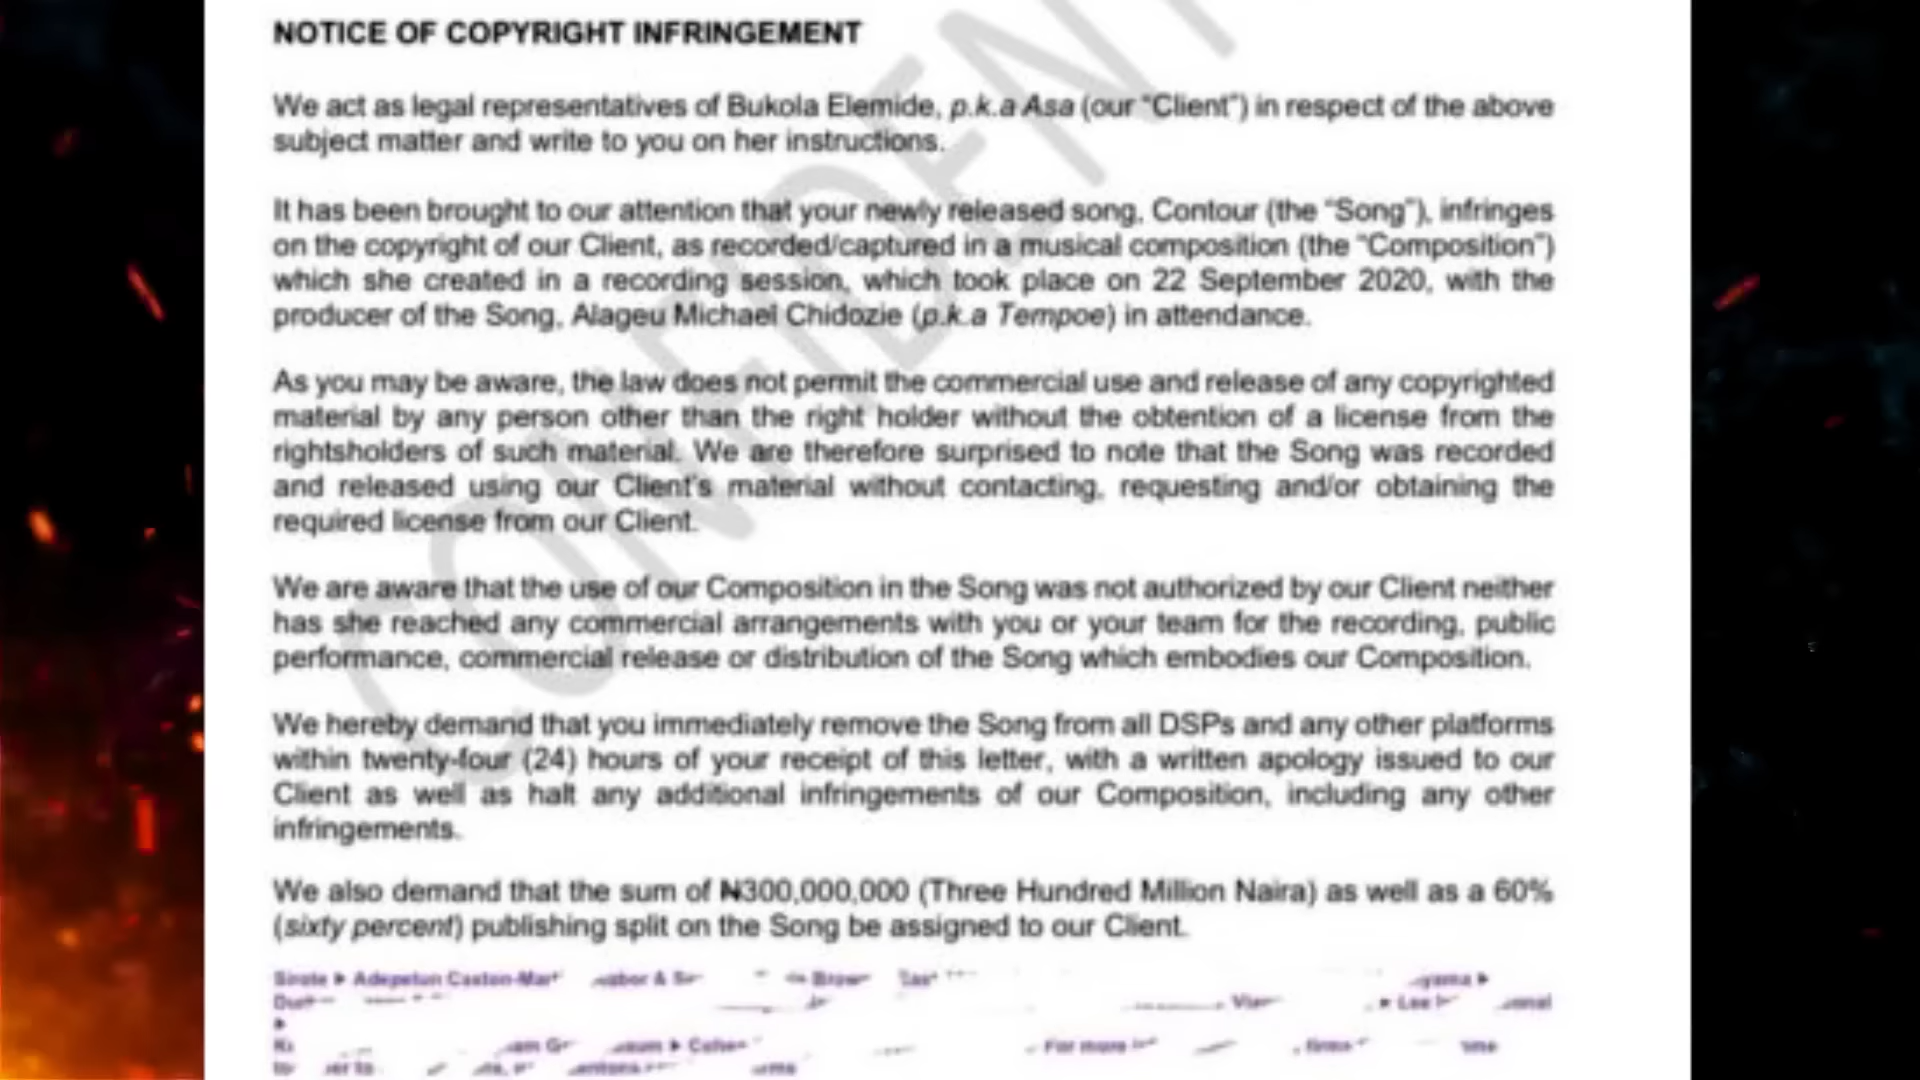 NOTICE OF COPYRIGHT INFRINGEMENT
We act as legal representatives of Bukola Elemide, p.k.a Asa (our "Client") in respect of the above
subject matter and write to you on her instructions.
It has been brought to our attention that your newly released song, Contour (the "Song"), infringes
on the copyright of our Client, as recorded/captured in a musical composition (the "Composition")
which she created in a recording session, which took place on 22 September 2020, with the
producer of the Song, Alageu Michael Chidozie (p.k.a Tempoe) in attendance.
As you may be aware, the law does not permit the commercial use and release of any copyrighted
material by any person other than the right holder without the obtention of a license from the
rightsholders of such material. We are therefore surprised to note that the Song was recorded
and released using our Client's material without contacting, requesting and/or obtaining the
required license from our Client.
We are aware that the use of our Composition in the Song was not authorized by our Client neither
has she reached any commercial arrangements with you or your team for the recording, public
performance, commercial release or distribution of the Song which embodies our Composition.
We hereby demand that you immediately remove the Song from all DSPs and any other platforms
within twenty-four (24) hours of your receipt of this letter, with a written apology issued to our
Client as well as halt any additional infringements of our Composition, including any other
infringements.
We also demand that the sum of ₦300,000,000 (Three Hundred Million Naira) as well as a 60%
(sixty percent) publishing split on the Song be assigned to our Client.
CONFIDENT
Adepetun
For more